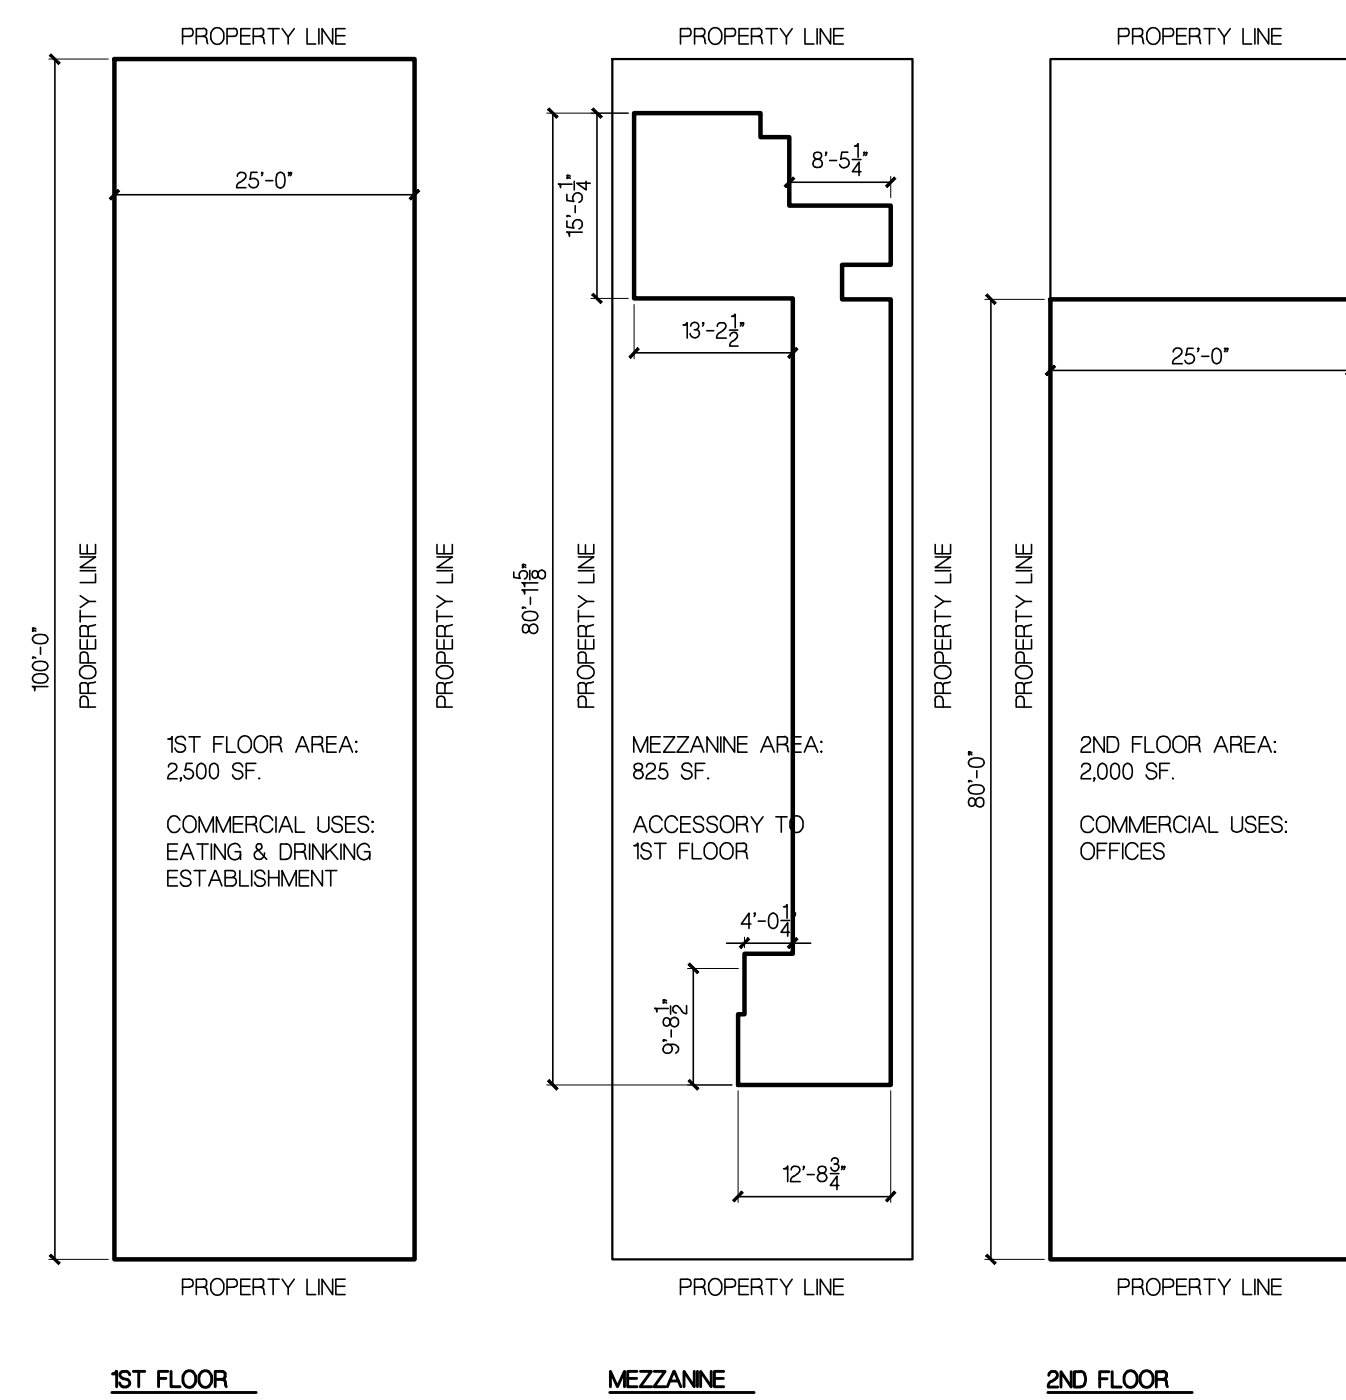 PROPERTY LINE
25'-0"
100'-0"
PROPERTY LINE
PROPERTY LINE
1ST FLOOR AREA:
2,500 SF.
COMMERCIAL USES:
EATING & DRINKING
ESTABLISHMENT
PROPERTY LINE
1ST FLOOR
PROPERTY LINE
8'-5 1/4"
15'-5 1/4"
13'-2 1/2"
80'-11 5/8"
PROPERTY LINE
PROPERTY LINE
MEZZANINE AREA:
825 SF.
ACCESSORY TO
1ST FLOOR
4'-0 1/4"
9'-8 1/2"
12'-8 3/4"
PROPERTY LINE
MEZZANINE
PROPERTY LINE
25'-0"
PROPERTY LINE
80'-0"
2ND FLOOR AREA:
2,000 SF.
COMMERCIAL USES:
OFFICES
PROPERTY LINE
2ND FLOOR